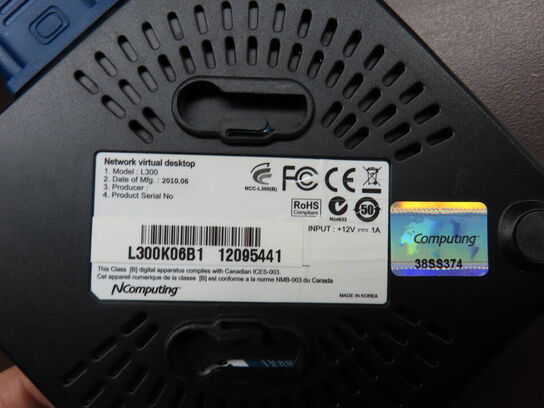 Network virtual desktop
1. Model : L300
2. Date of Mfg. : 2010.06
3. Producer :
4. Product Serial No
NCC-L300(B)
FC CE
RoHS
Compliant
N2683
50
INPUT : +12V 1A
L300K06B1 12095441
This Class [B] digital apparatus complies with Canadian ICES-003.
Cet appareil numerique de la classe [B] est conforme a la norme NMB-003 du Canada
NComputing
MADE IN KOREA
Computing
38SS374